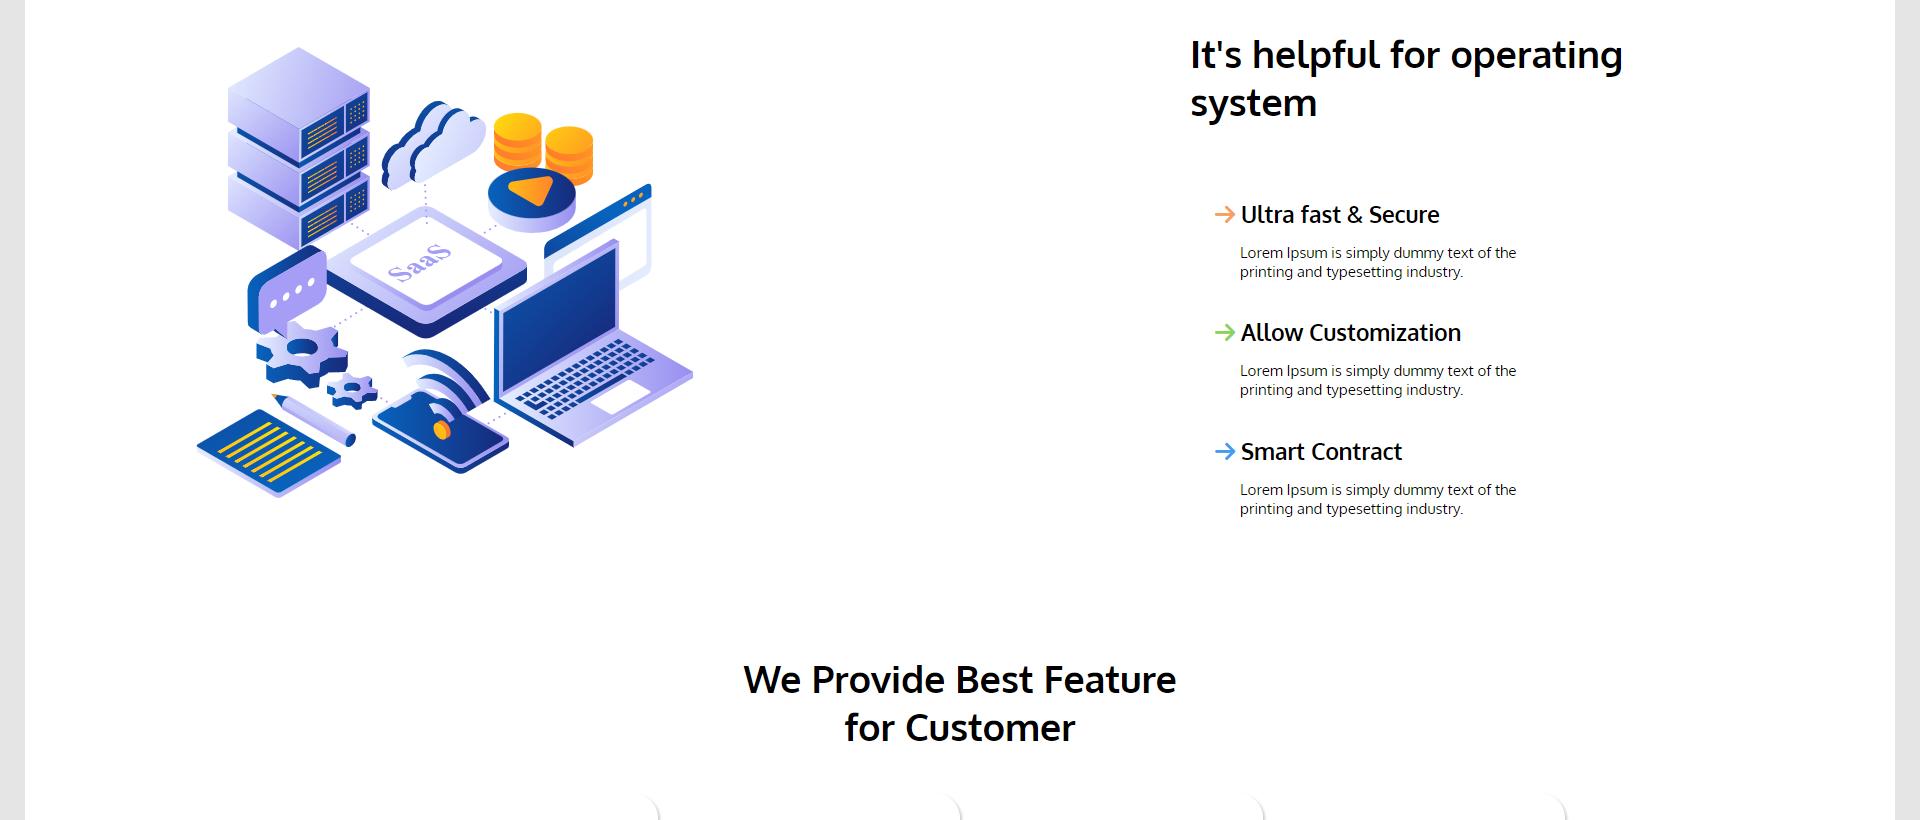 SaaS
It's helpful for operating
system
Ultra fast & Secure
Lorem Ipsum is simply dummy text of the
printing and typesetting industry.
Allow Customization
Lorem Ipsum is simply dummy text of the
printing and typesetting industry.
Smart Contract
Lorem Ipsum is simply dummy text of the
printing and typesetting industry.
We Provide Best Feature
for Customer